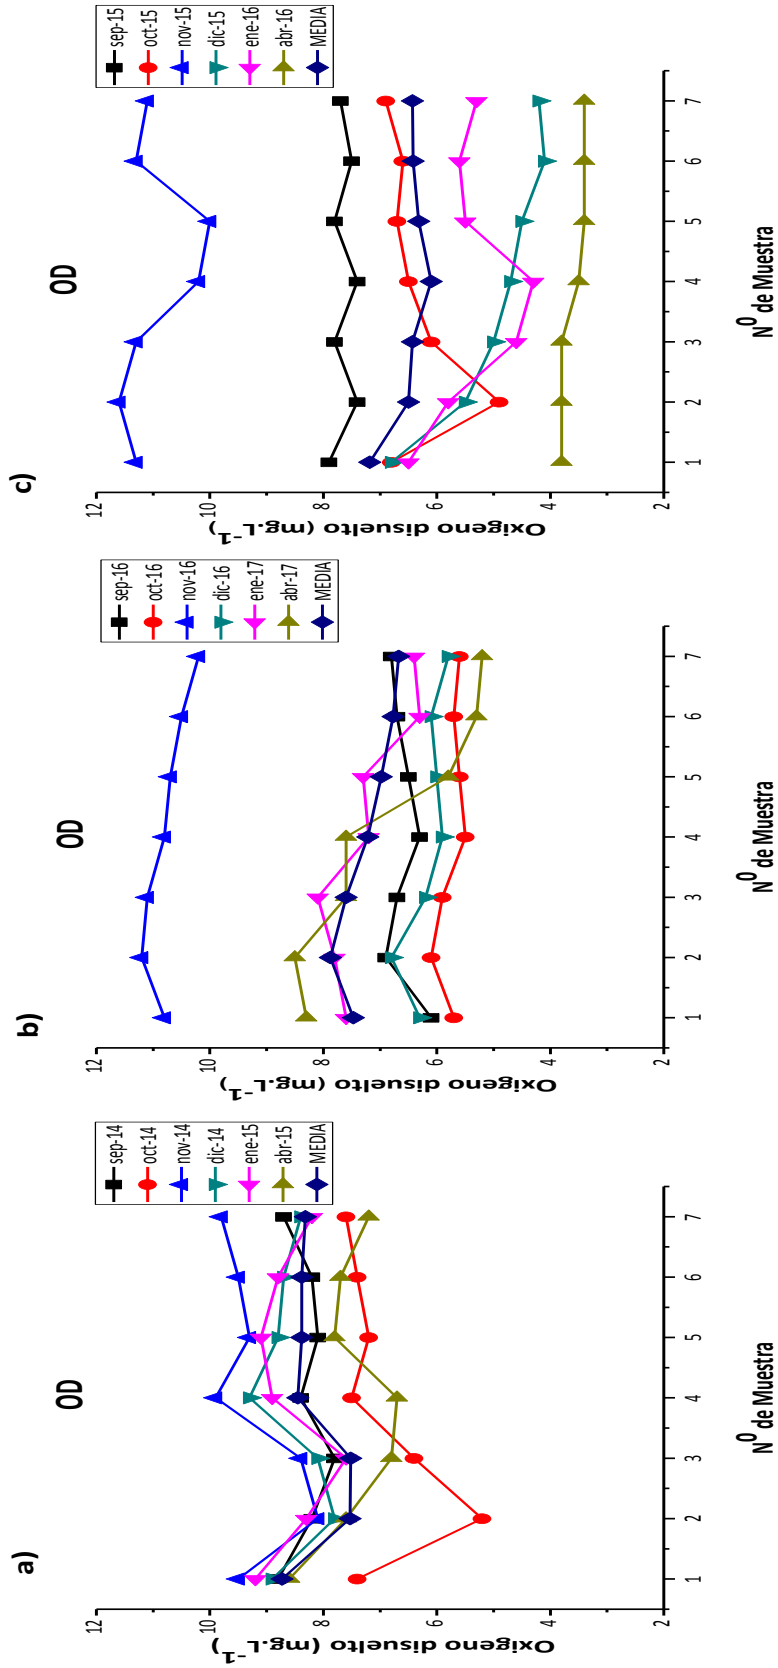 a)
OD
sep-14
oct-14
nov-14
dic-14
ene-15
abr-15
MEDIA
12
10
8
6
4
2
Oxigeno disuelto (mg.L⁻¹)
1 2 3 4 5 6 7
N⁰ de Muestra
b)
OD
sep-16
oct-16
nov-16
dic-16
ene-17
abr-17
MEDIA
12
10
8
6
4
2
Oxigeno disuelto (mg.L⁻¹)
1 2 3 4 5 6 7
N⁰ de Muestra
c)
OD
sep-15
oct-15
nov-15
dic-15
ene-16
abr-16
MEDIA
12
10
8
6
4
2
Oxigeno disuelto (mg.L⁻¹)
1 2 3 4 5 6 7
N⁰ de Muestra